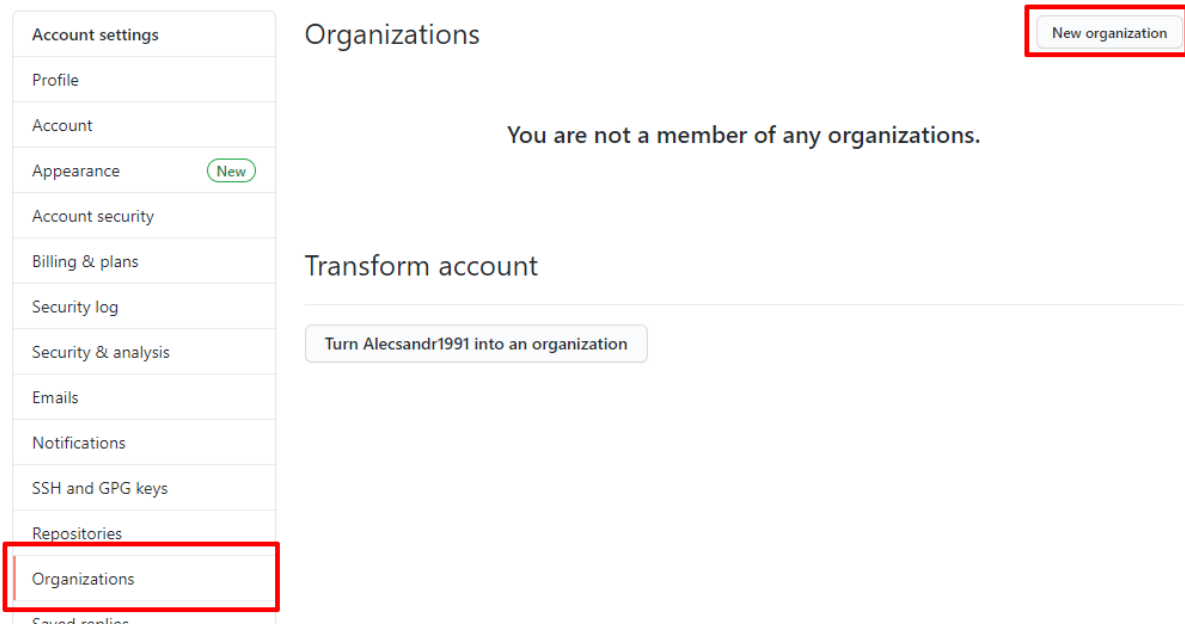 Account settings
Profile
Account
Appearance New
Account security
Billing & plans
Security log
Security & analysis
Emails
Notifications
SSH and GPG keys
Repositories
Organizations
Saved replies
Organizations
New organization
You are not a member of any organizations.
Transform account
Turn Alecsandr1991 into an organization